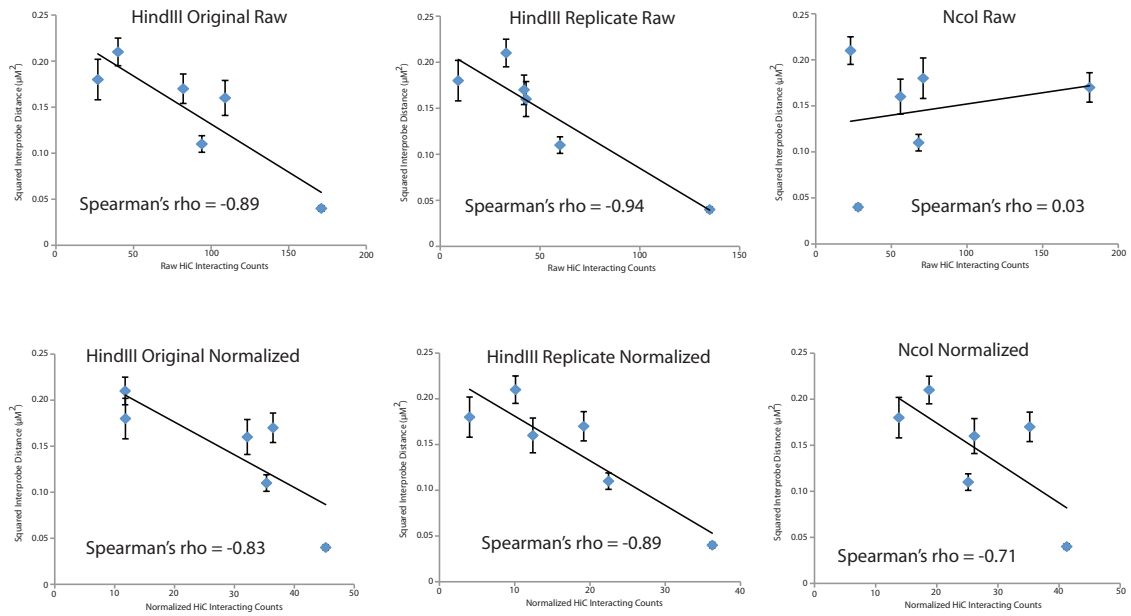 HindIII Original Raw
0.25
0.20
0.15
0.10
0.05
0
Squared Interprobe Distance (µM²)
Spearman's rho = -0.89
0
50
100
150
200
Raw HiC Interacting Counts
HindIII Replicate Raw
0.25
0.20
0.15
0.10
0.05
0
Squared Interprobe Distance (µM²)
Spearman's rho = -0.94
0
50
100
150
Raw HiC Interacting Counts
NcoI Raw
0.25
0.20
0.15
0.10
0.05
0
Squared Interprobe Distance (µM²)
Spearman's rho = 0.03
0
50
100
150
200
Raw HiC Interacting Counts
HindIII Original Normalized
0.25
0.20
0.15
0.10
0.05
0
Squared Interprobe Distance (µM²)
Spearman's rho = -0.83
0
10
20
30
40
50
Normalized HiC Interacting Counts
HindIII Replicate Normalized
0.25
0.20
0.15
0.10
0.05
0
Squared Interprobe Distance (µM²)
Spearman's rho = -0.89
0
10
20
30
40
Normalized HiC Interacting Counts
NcoI Normalized
0.25
0.20
0.15
0.10
0.05
0
Squared Interprobe Distance (µM²)
Spearman's rho = -0.71
0
10
20
30
40
50
Normalized HiC Interacting Counts